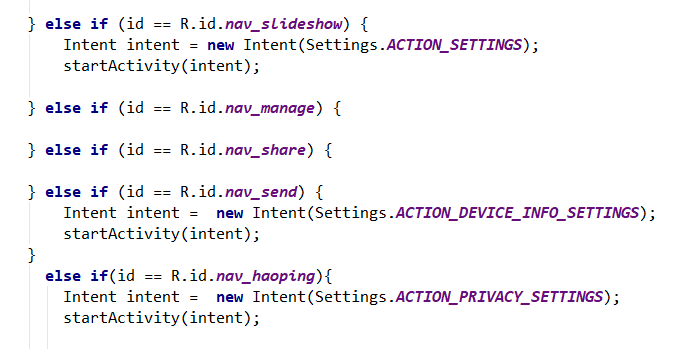 } else if (id == R.id.nav_slideshow) {
    Intent intent = new Intent(Settings.ACTION_SETTINGS);
    startActivity(intent);
} else if (id == R.id.nav_manage) {
} else if (id == R.id.nav_share) {
} else if (id == R.id.nav_send) {
    Intent intent =  new Intent(Settings.ACTION_DEVICE_INFO_SETTINGS);
    startActivity(intent);
}
  else if(id == R.id.nav_haoping){
    Intent intent =  new Intent(Settings.ACTION_PRIVACY_SETTINGS);
    startActivity(intent);